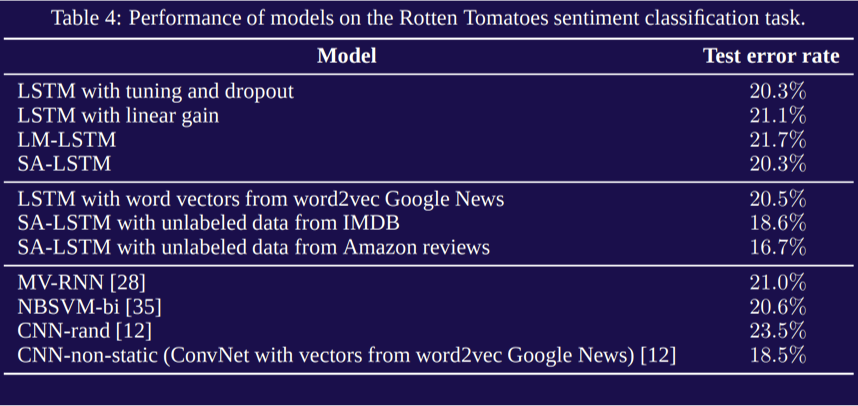 Table 4: Performance of models on the Rotten Tomatoes sentiment classification task.
Model Test error rate
LSTM with tuning and dropout 20.3%
LSTM with linear gain 21.1%
LM-LSTM 21.7%
SA-LSTM 20.3%
LSTM with word vectors from word2vec Google News 20.5%
SA-LSTM with unlabeled data from IMDB 18.6%
SA-LSTM with unlabeled data from Amazon reviews 16.7%
MV-RNN [28] 21.0%
NBSVM-bi [35] 20.6%
CNN-rand [12] 23.5%
CNN-non-static (ConvNet with vectors from word2vec Google News) [12] 18.5%